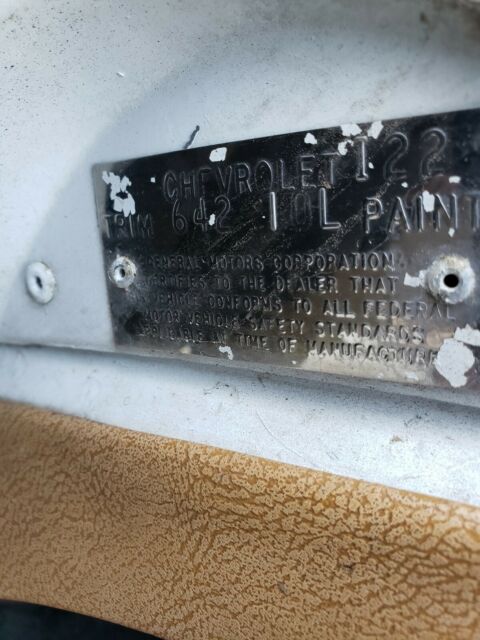 CHEVROLET 122
TRIM 642 10L PAINT
GENERAL MOTORS CORPORATION
CERTIFIES TO THE DEALER THAT
VEHICLE CONFORMS TO ALL FEDERAL
MOTOR VEHICLE SAFETY STANDARDS
APPLICABLE IN TIME OF MANUFACTURE